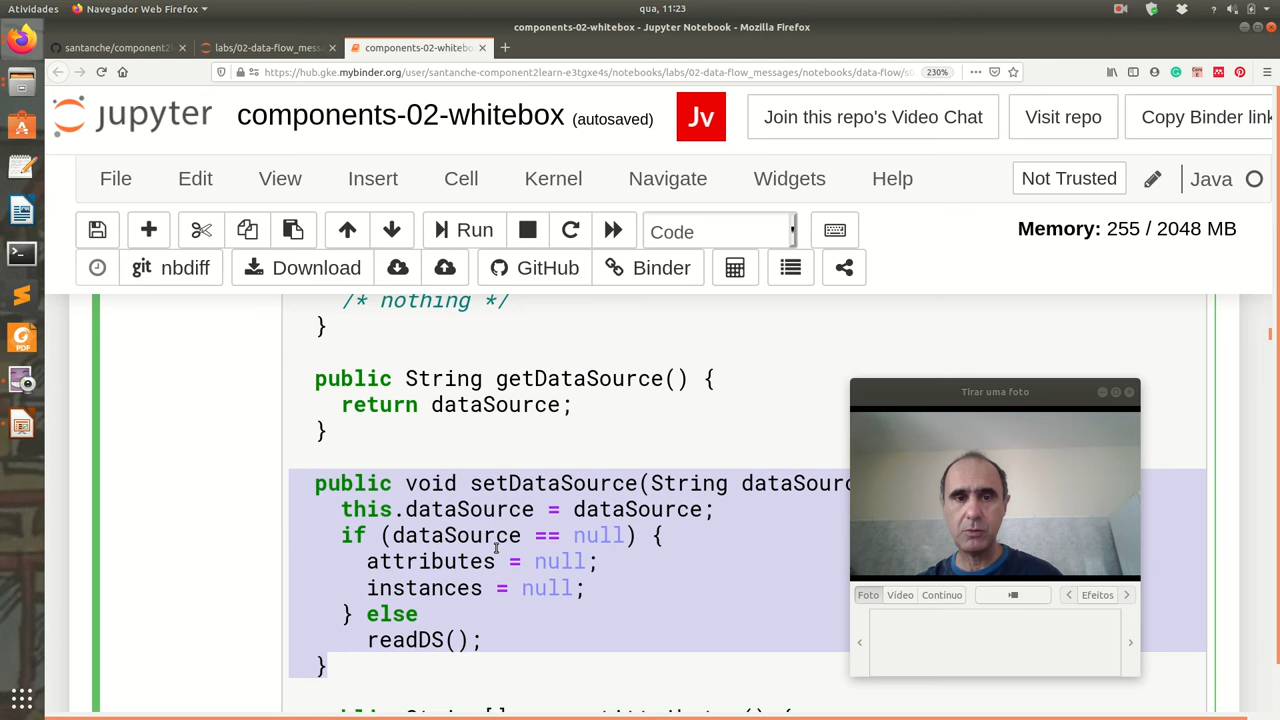 Atividades
Navegador Web Firefox
qua, 11:23
components-02-whitebox - Jupyter Notebook - Mozilla Firefox
santanche/component2l
labs/02-data-flow_mess
components-02-whitebo
https://hub.gke.mybinder.org/user/santanche-component2learn-e3tgxe4s/notebooks/labs/02-data-flow_messages/notebooks/data-flow/s
230%
jupyter
components-02-whitebox (autosaved)
Jv
Join this repo's Video Chat
Visit repo
Copy Binder link
File Edit View Insert Cell Kernel Navigate Widgets Help
Not Trusted
Java
Run
Code
Memory: 255 / 2048 MB
git nbdiff
Download
GitHub
Binder
/* nothing */
}
public String getDataSource() {
return dataSource;
}
public void setDataSource(String dataSourc
this.dataSource = dataSource;
if (dataSource == null) {
attributes = null;
instances = null;
} else
readDS();
}
Tirar uma foto
Foto Vídeo Contínuo
Efeitos
PDF